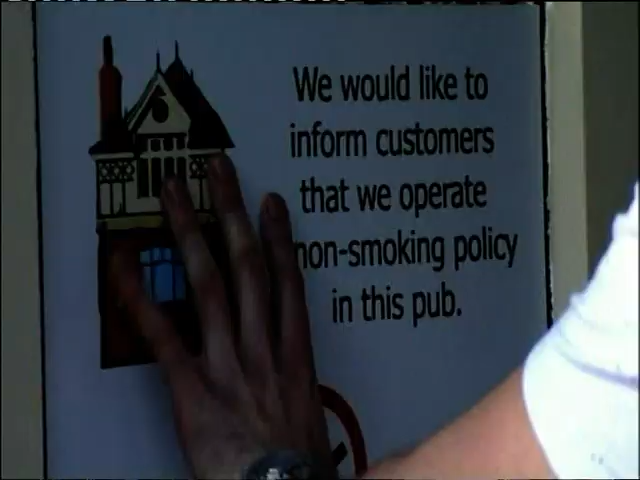 We would like to
inform customers
that we operate
non-smoking policy
in this pub.